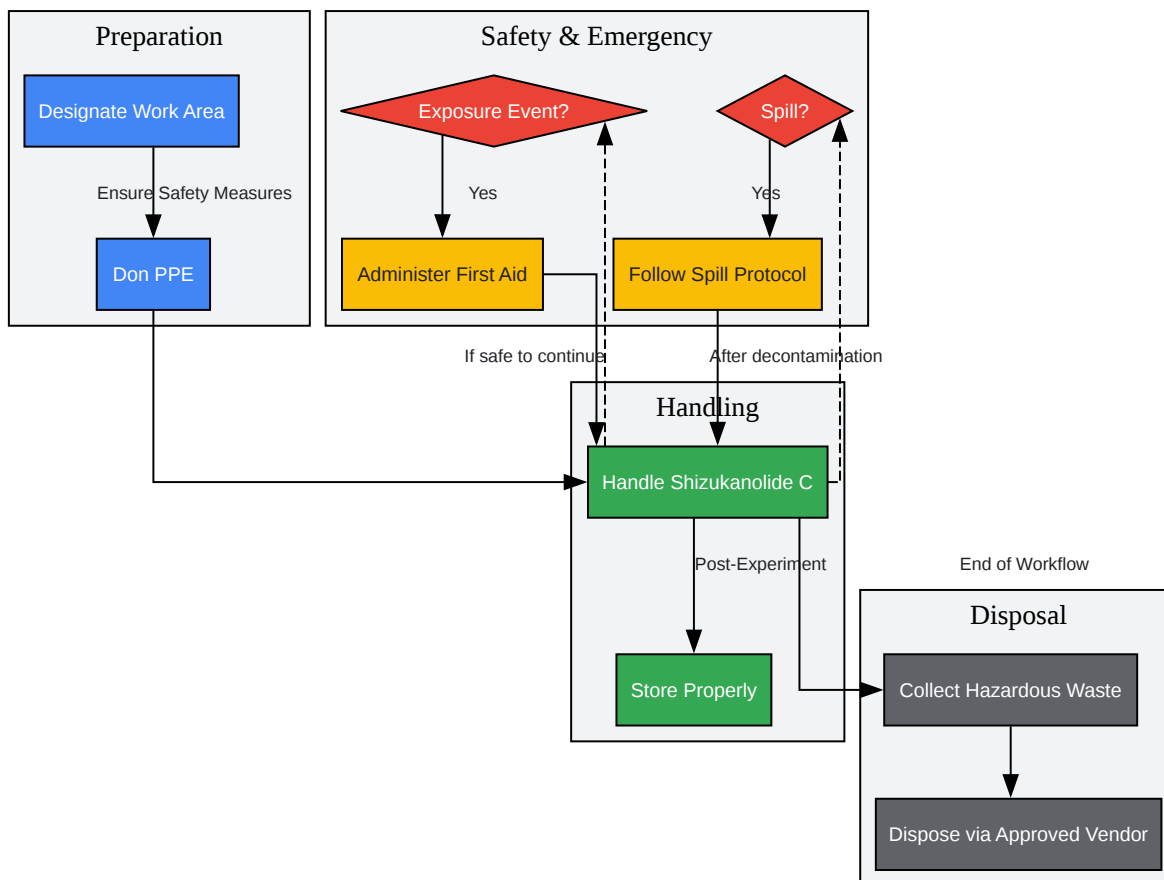 Preparation
Safety & Emergency
Designate Work Area
Exposure Event?
Spill?
Ensure Safety Measures
Yes
Yes
Don PPE
Administer First Aid
Follow Spill Protocol
If safe to continue
After decontamination
Handling
Handle Shizukanolide C
Post-Experiment
End of Workflow
Disposal
Store Properly
Collect Hazardous Waste
Dispose via Approved Vendor